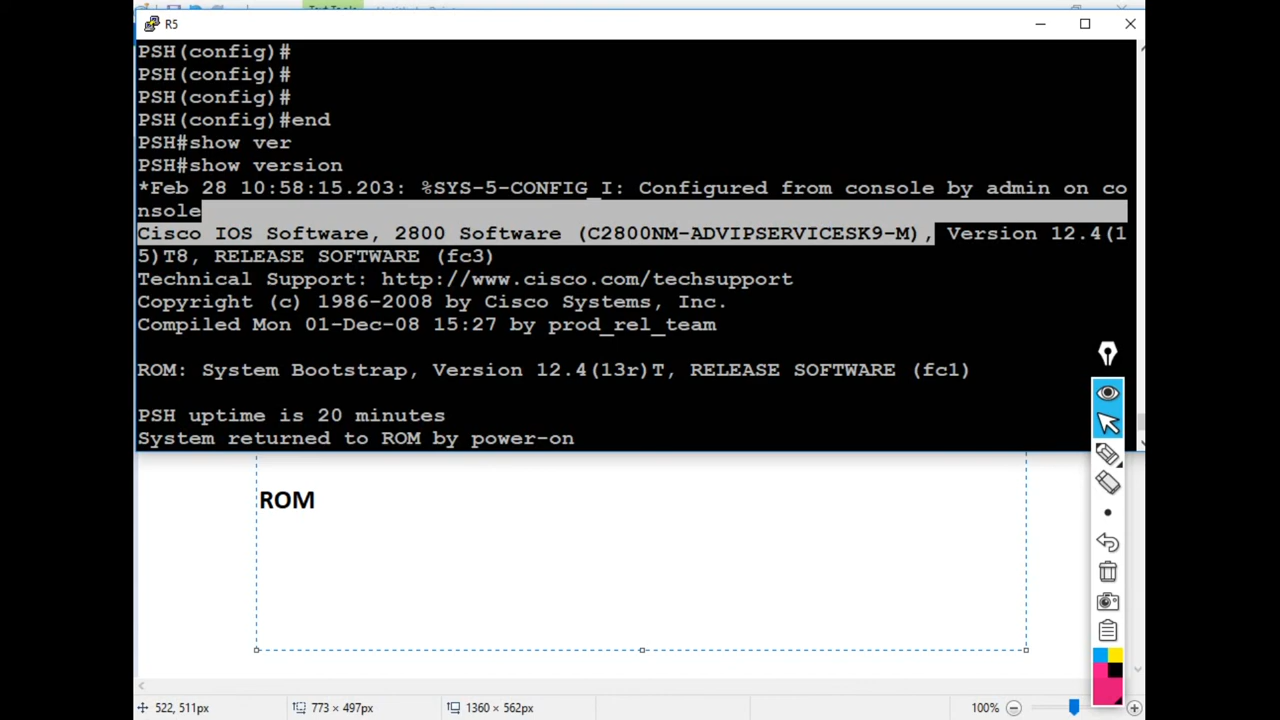 R5
PSH(config)#
PSH(config)#
PSH(config)#
PSH(config)#end
PSH#show ver
PSH#show version
*Feb 28 10:58:15.203: %SYS-5-CONFIG_I: Configured from console by admin on co
nsole
Cisco IOS Software, 2800 Software (C2800NM-ADVIPSERVICESK9-M), Version 12.4(1
5)T8, RELEASE SOFTWARE (fc3)
Technical Support: http://www.cisco.com/techsupport
Copyright (c) 1986-2008 by Cisco Systems, Inc.
Compiled Mon 01-Dec-08 15:27 by prod_rel_team
ROM: System Bootstrap, Version 12.4(13r)T, RELEASE SOFTWARE (fc1)
PSH uptime is 20 minutes
System returned to ROM by power-on
ROM
522, 511px 773 × 497px 1360 × 562px 100%